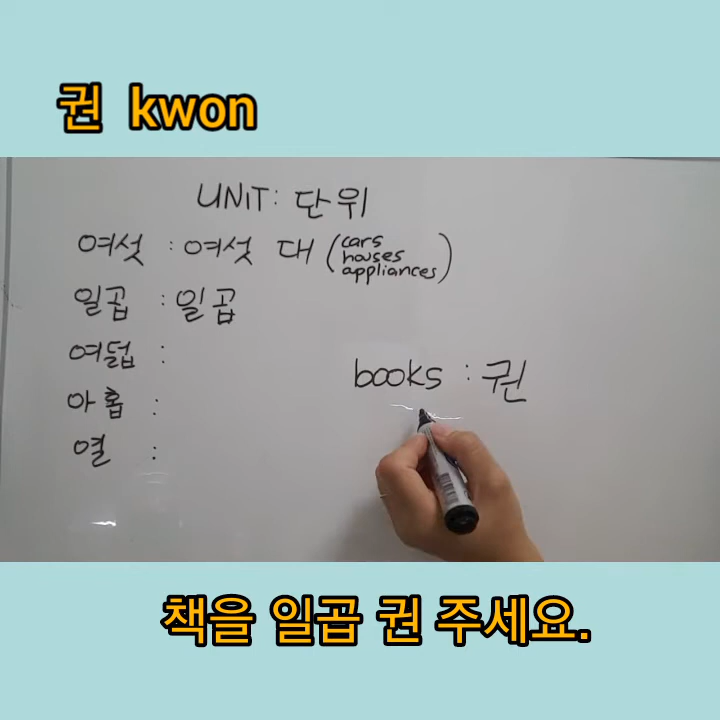 권 kwon
UNIT: 단위
여섯 : 여섯 대 (cars
houses
appliances)
일곱 : 일곱
여덟 :
books : 권
아홉 :
열 :
책을 일곱 권 주세요.